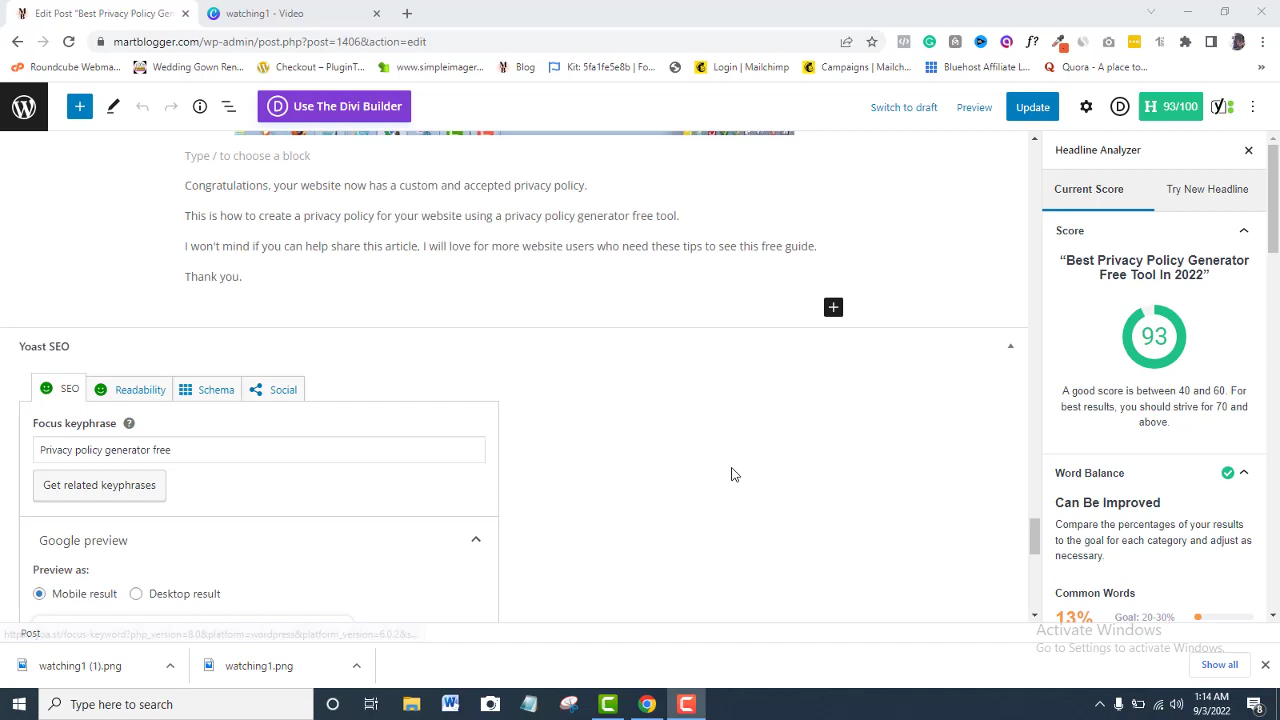 Edit Post "Best Privacy Policy Gen
watching1 - Video
martblogger.com/wp-admin/post.php?post=1406&action=edit
Roundcube Webma...
Wedding Gown Ren...
Checkout – PluginT...
www.simpleimager...
Blog
Kit: 5fa1fe5e8b | Fo...
Login | Mailchimp
Campaigns | Mailch...
Bluehost Affiliate L...
Quora - A place to...
»
Use The Divi Builder
Switch to draft
Preview
Update
H 93/100
Type / to choose a block
Congratulations, your website now has a custom and accepted privacy policy.
This is how to create a privacy policy for your website using a privacy policy generator free tool.
I won't mind if you can help share this article. I will love for more website users who need these tips to see this free guide.
Thank you.
Headline Analyzer
Current Score
Try New Headline
Score
“Best Privacy Policy Generator
Free Tool In 2022”
93
A good score is between 40 and 60. For
best results, you should strive for 70 and
above.
Word Balance
Can Be Improved
Compare the percentages of your results
to the goal for each category and adjust as
necessary.
Common Words
13%
Goal: 20-30%
Yoast SEO
SEO
Readability
Schema
Social
Focus keyphrase
Privacy policy generator free
Get related keyphrases
Google preview
Preview as:
Mobile result
Desktop result
Post
Activate Windows
Go to Settings to activate Windows.
watching1 (1).png
watching1.png
Show all
Type here to search
1:14 AM
9/3/2022